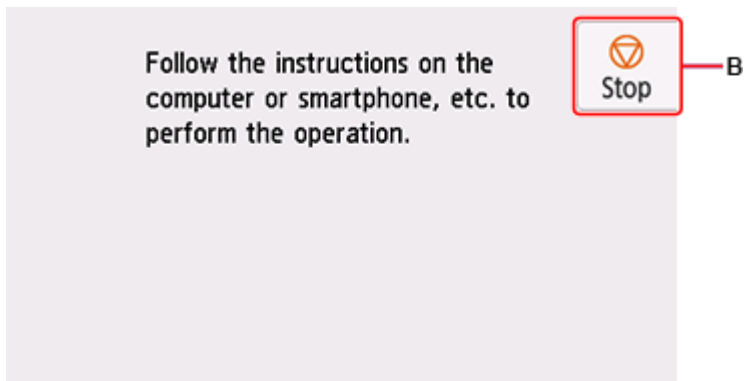 Follow the instructions on the
computer or smartphone, etc. to
perform the operation.
Stop
B